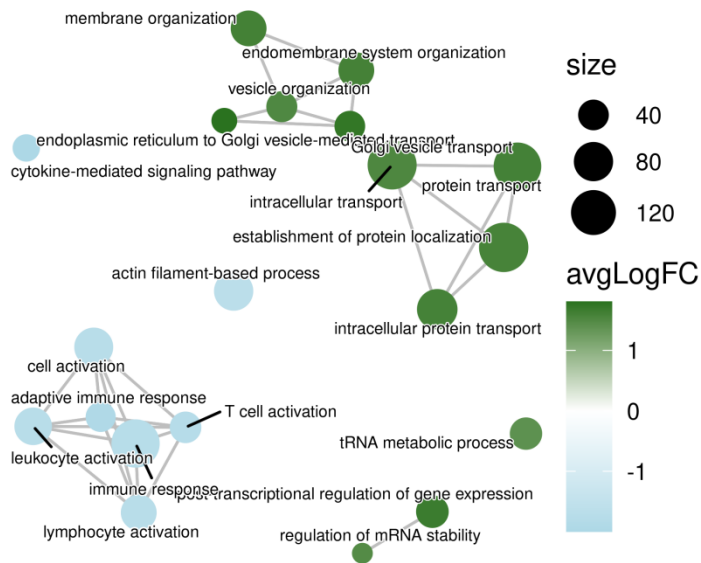 membrane organization
endomembrane system organization
vesicle organization
endoplasmic reticulum to Golgi vesicle-mediated transport
Golgi vesicle transport
cytokine-mediated signaling pathway
protein transport
intracellular transport
establishment of protein localization
actin filament-based process
intracellular protein transport
cell activation
adaptive immune response
T cell activation
leukocyte activation
tRNA metabolic process
immune response
post-transcriptional regulation of gene expression
lymphocyte activation
regulation of mRNA stability
size
40
80
120
avgLogFC
1
0
-1